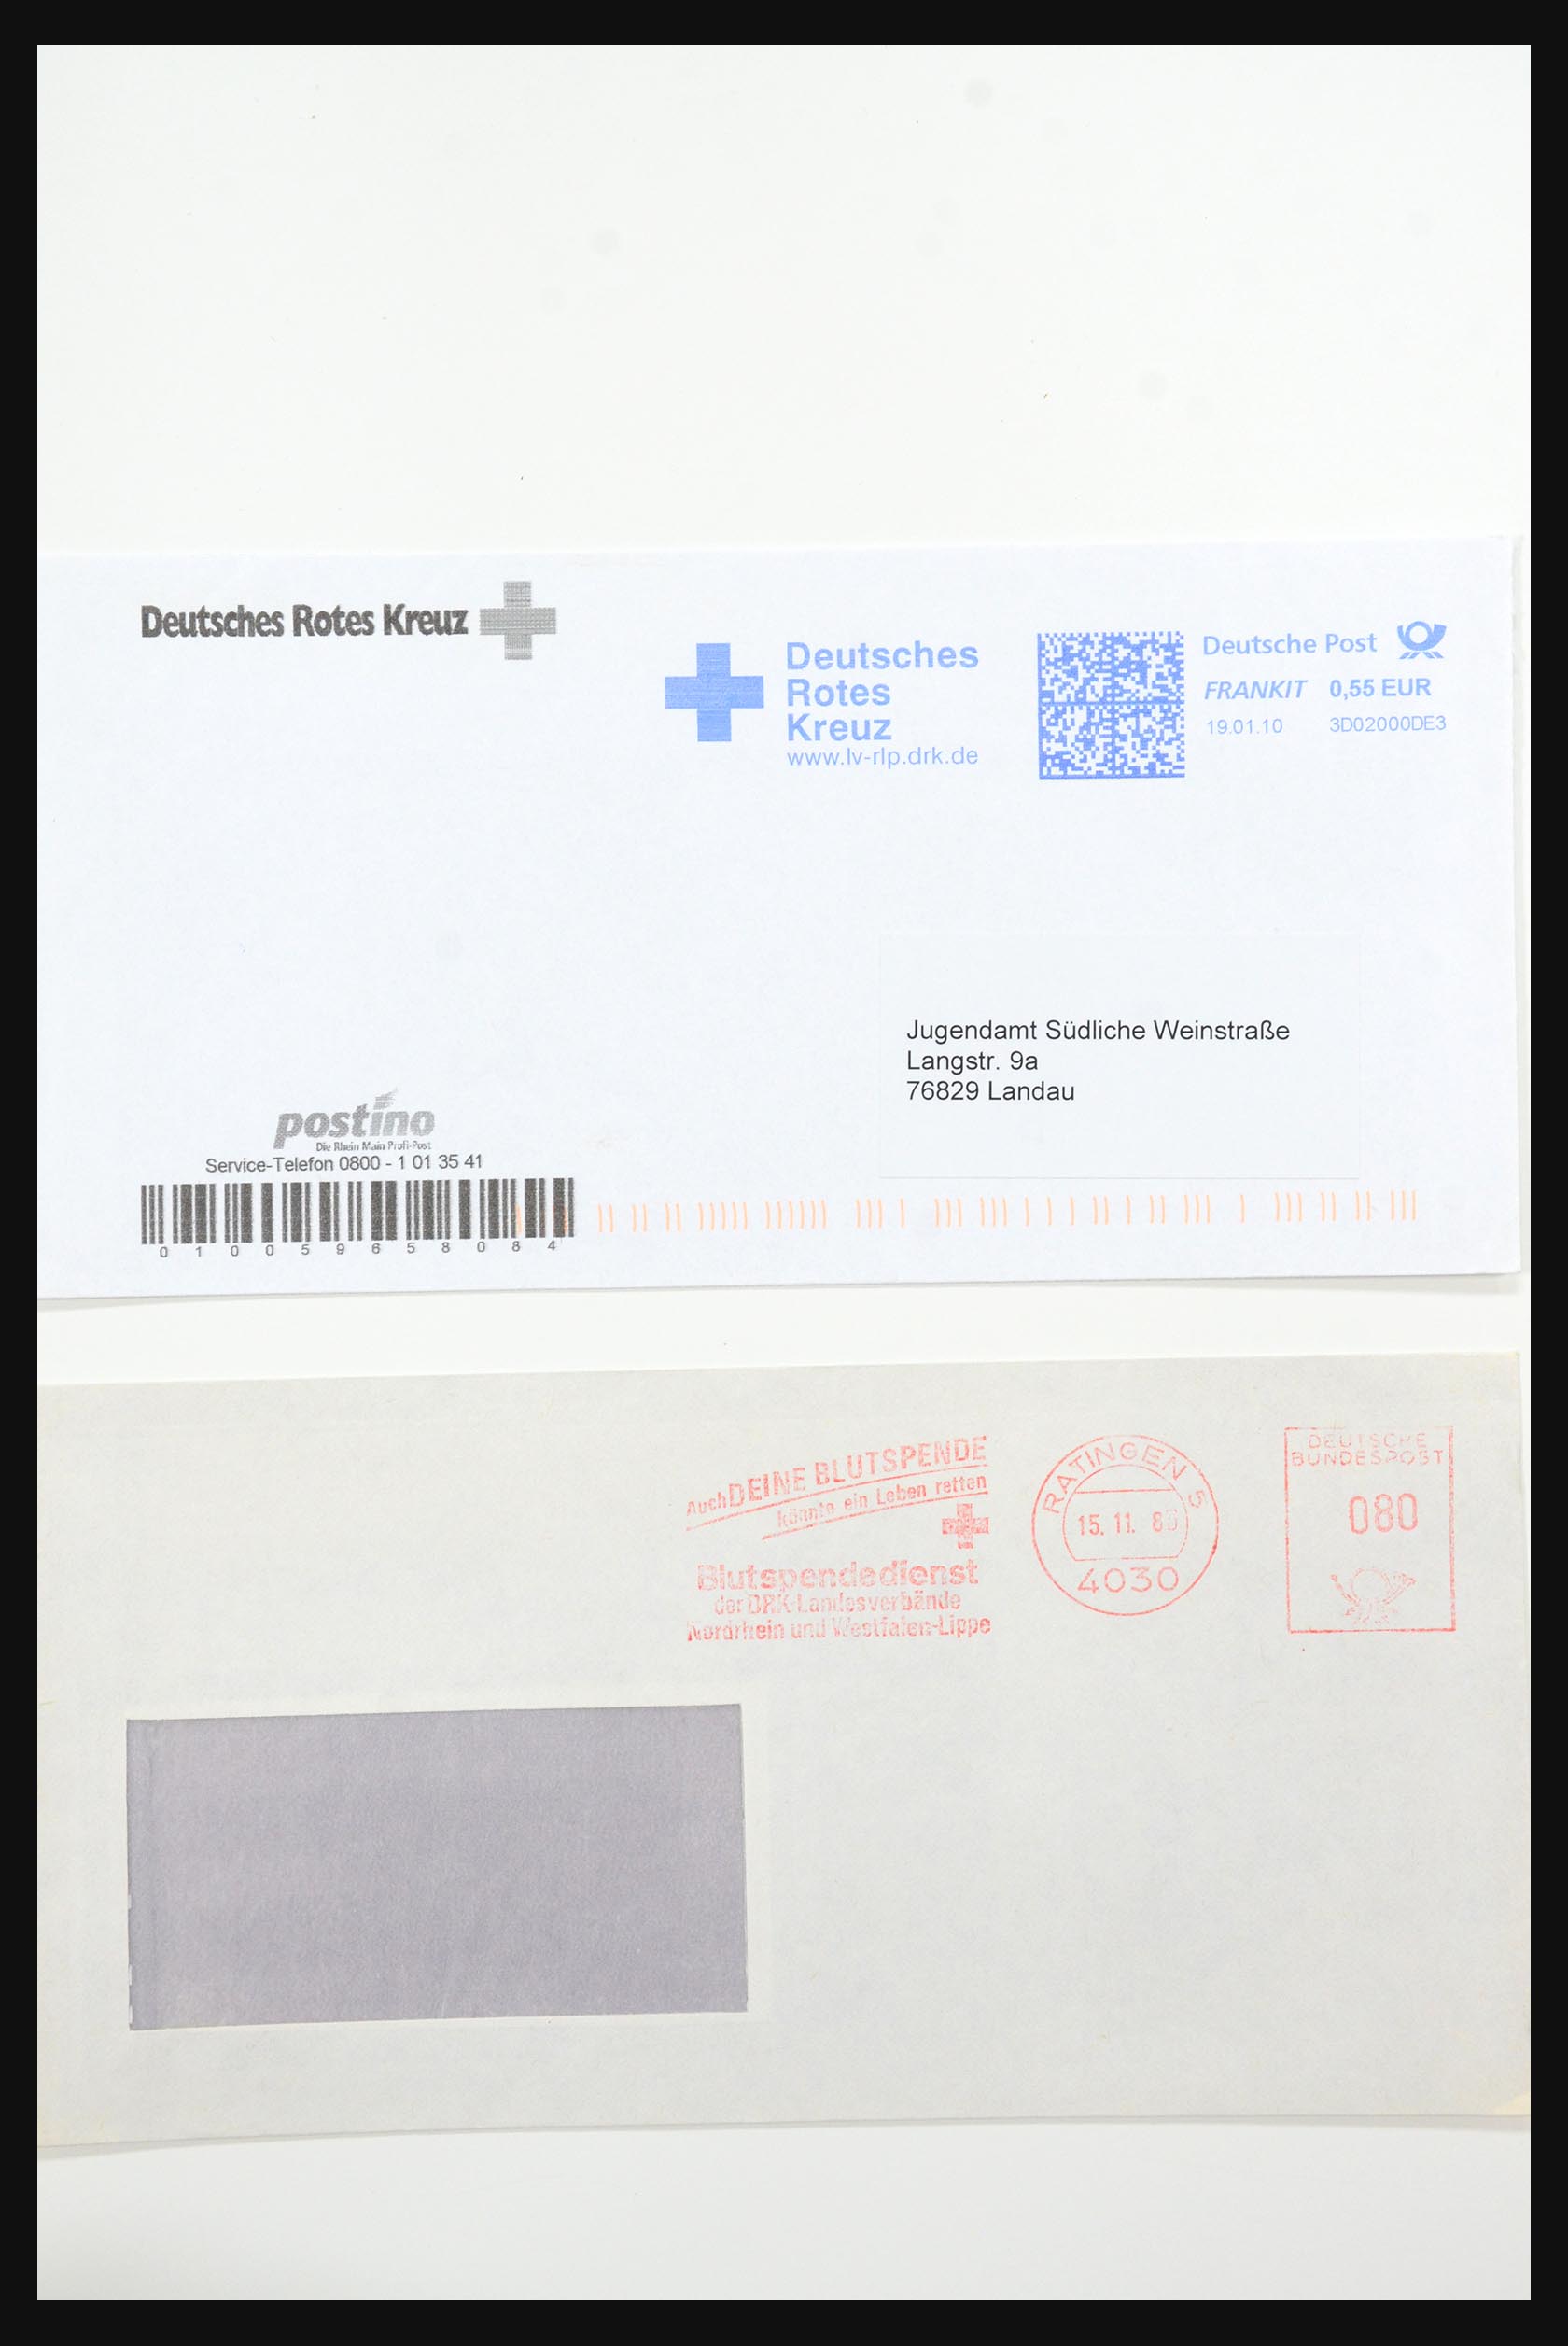 Deutsches Rotes Kreuz
Deutsches
Rotes
Kreuz
www.lv-rlp.drk.de
Deutsche Post
FRANKIT 0,55 EUR
19.01.10 3D02000DE3
Jugendamt Südliche Weinstraße
Langstr. 9a
76829 Landau
postino
Die Rhein Main Profi-Post
Service-Telefon 0800 - 1 01 35 41
0 1 0 0 5 9 6 5 8 0 8 4
Auch DEINE BLUTSPENDE
könnte ein Leben retten
Blutspendedienst
der DRK-Landesverbände
Nordrhein und Westfalen-Lippe
RATINGEN 5
15. 11.
4030
DEUTSCHE
BUNDESPOST
080